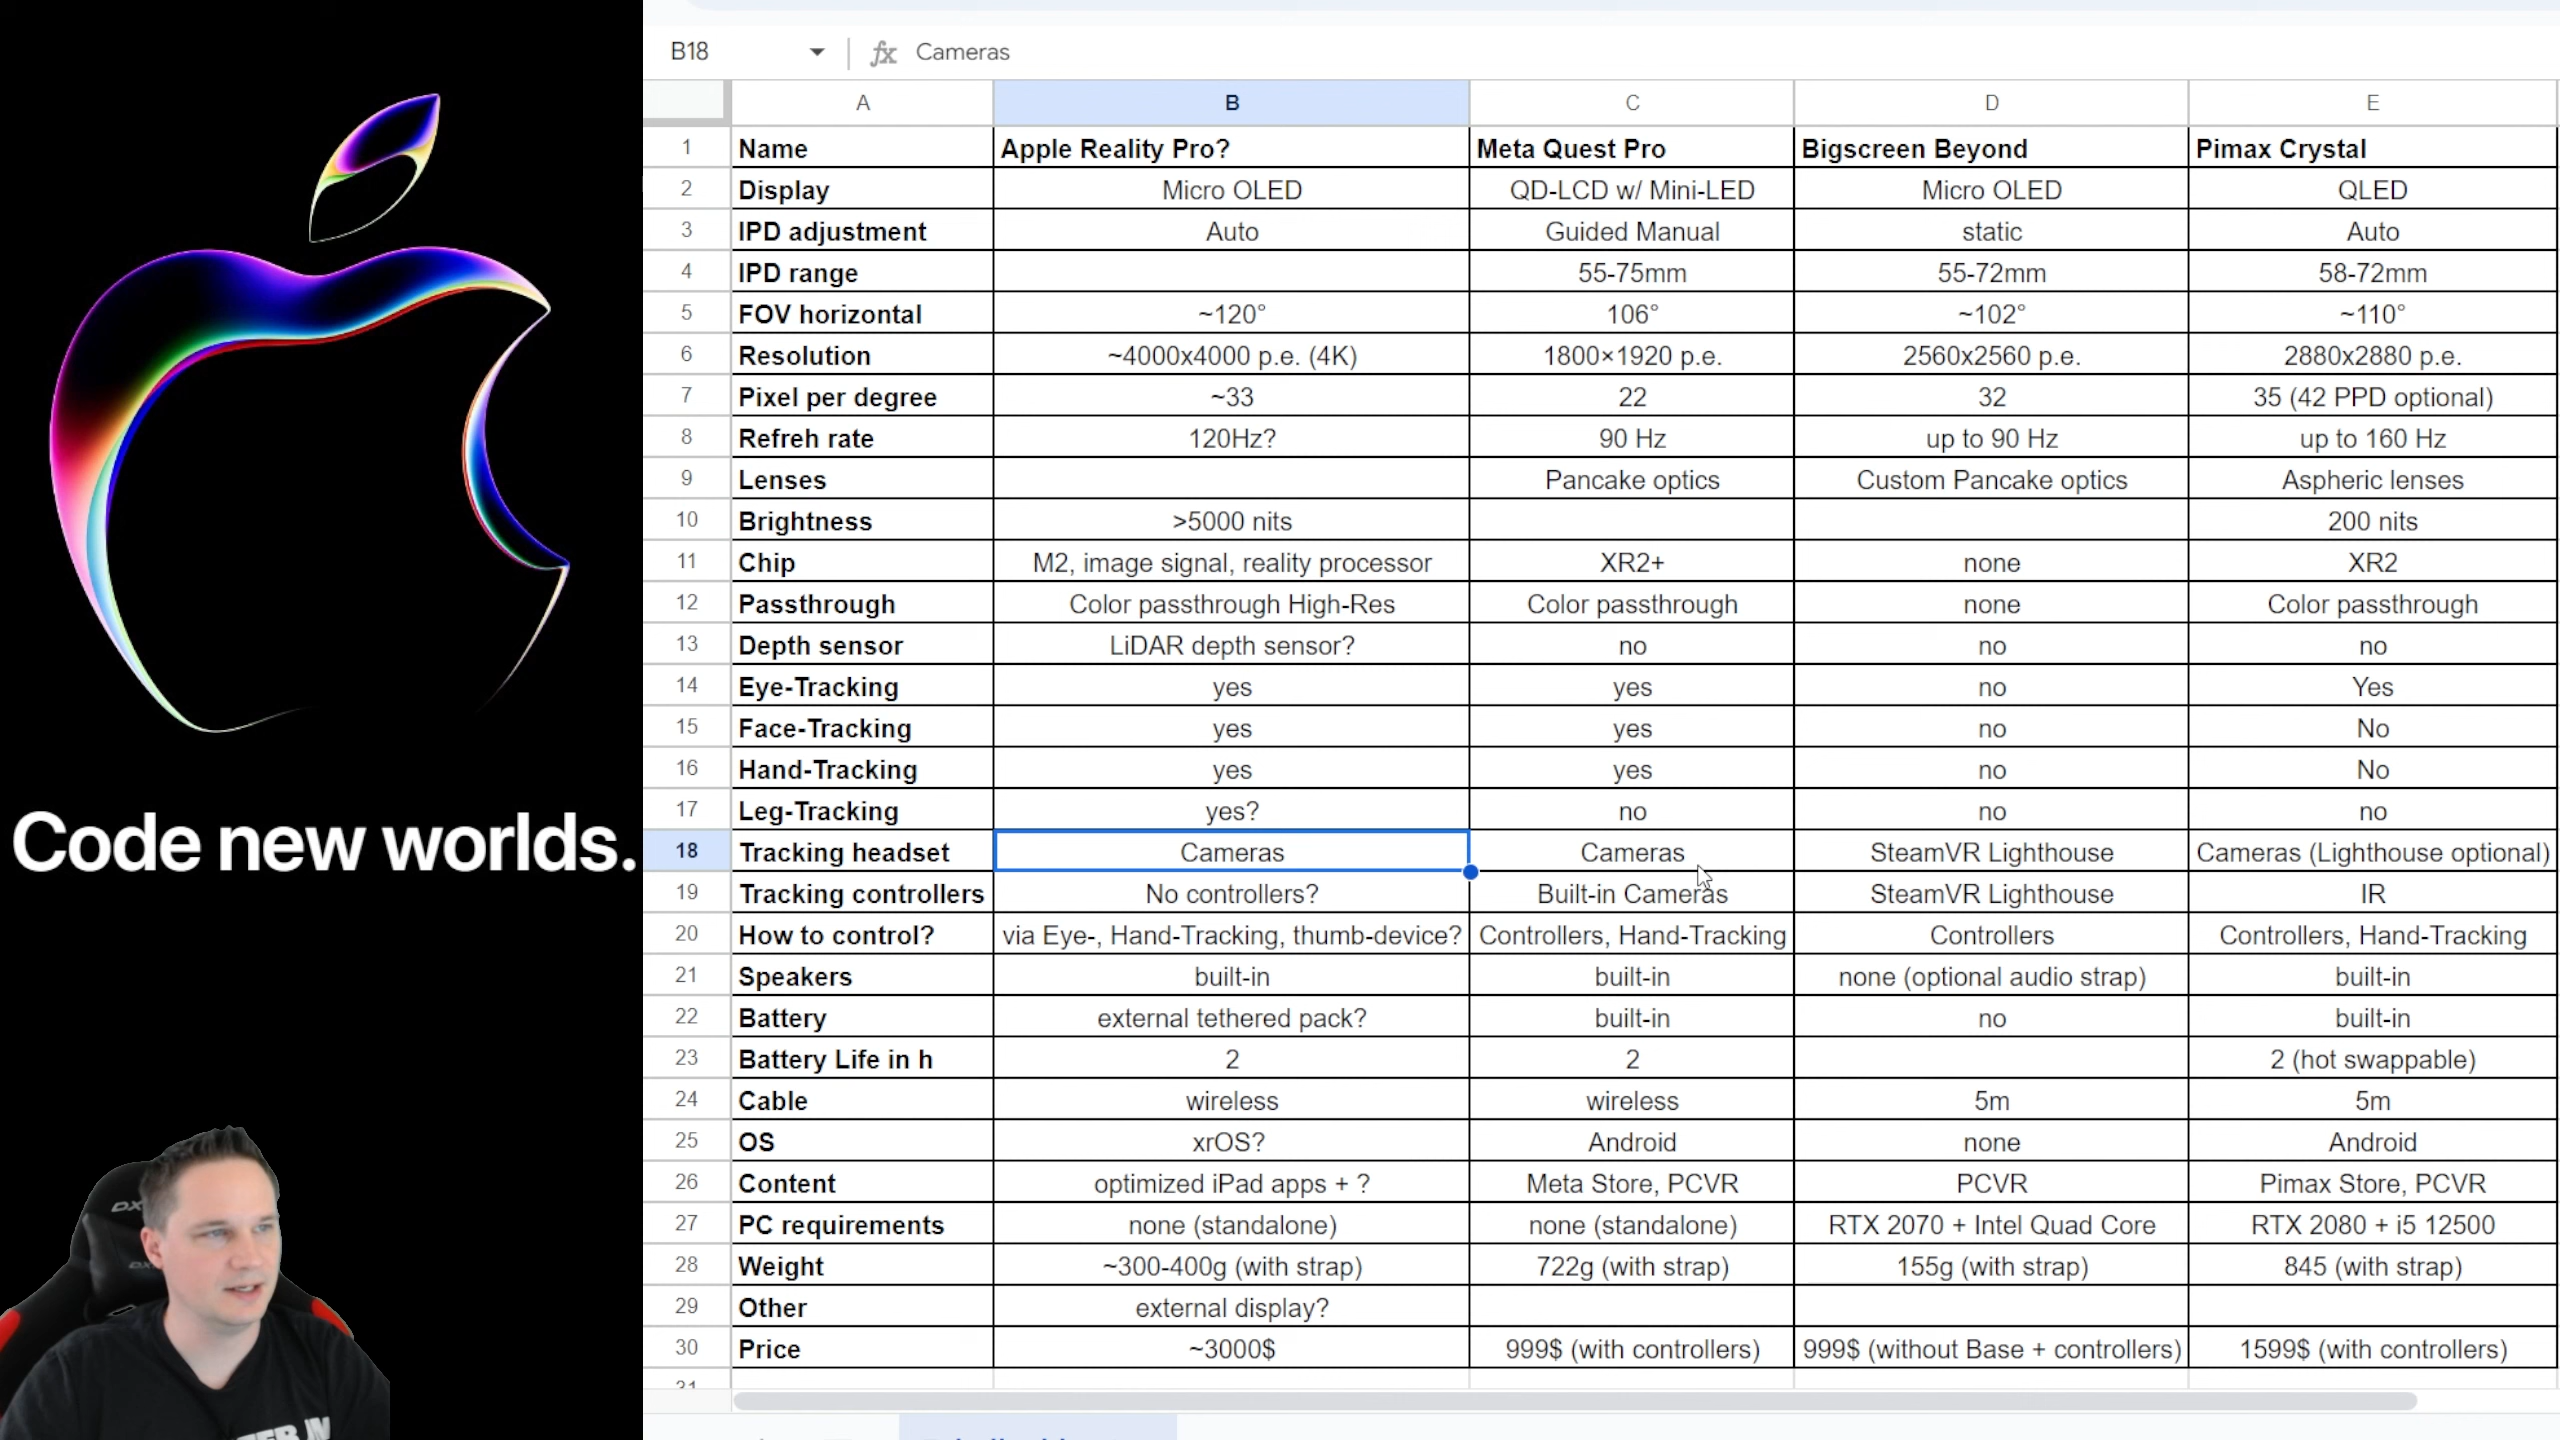 Code new worlds.
B18 fx Cameras
A B C D E
1 Name Apple Reality Pro? Meta Quest Pro Bigscreen Beyond Pimax Crystal
2 Display Micro OLED QD-LCD w/ Mini-LED Micro OLED QLED
3 IPD adjustment Auto Guided Manual static Auto
4 IPD range 55-75mm 55-72mm 58-72mm
5 FOV horizontal ~120° 106° ~102° ~110°
6 Resolution ~4000x4000 p.e. (4K) 1800×1920 p.e. 2560x2560 p.e. 2880x2880 p.e.
7 Pixel per degree ~33 22 32 35 (42 PPD optional)
8 Refreh rate 120Hz? 90 Hz up to 90 Hz up to 160 Hz
9 Lenses Pancake optics Custom Pancake optics Aspheric lenses
10 Brightness >5000 nits 200 nits
11 Chip M2, image signal, reality processor XR2+ none XR2
12 Passthrough Color passthrough High-Res Color passthrough none Color passthrough
13 Depth sensor LiDAR depth sensor? no no no
14 Eye-Tracking yes yes no Yes
15 Face-Tracking yes yes no No
16 Hand-Tracking yes yes no No
17 Leg-Tracking yes? no no no
18 Tracking headset Cameras Cameras SteamVR Lighthouse Cameras (Lighthouse optional)
19 Tracking controllers No controllers? Built-in Cameras SteamVR Lighthouse IR
20 How to control? via Eye-, Hand-Tracking, thumb-device? Controllers, Hand-Tracking Controllers Controllers, Hand-Tracking
21 Speakers built-in built-in none (optional audio strap) built-in
22 Battery external tethered pack? built-in no built-in
23 Battery Life in h 2 2 2 (hot swappable)
24 Cable wireless wireless 5m 5m
25 OS xrOS? Android none Android
26 Content optimized iPad apps + ? Meta Store, PCVR PCVR Pimax Store, PCVR
27 PC requirements none (standalone) none (standalone) RTX 2070 + Intel Quad Core RTX 2080 + i5 12500
28 Weight ~300-400g (with strap) 722g (with strap) 155g (with strap) 845 (with strap)
29 Other external display?
30 Price ~3000$ 999$ (with controllers) 999$ (without Base + controllers) 1599$ (with controllers)
31